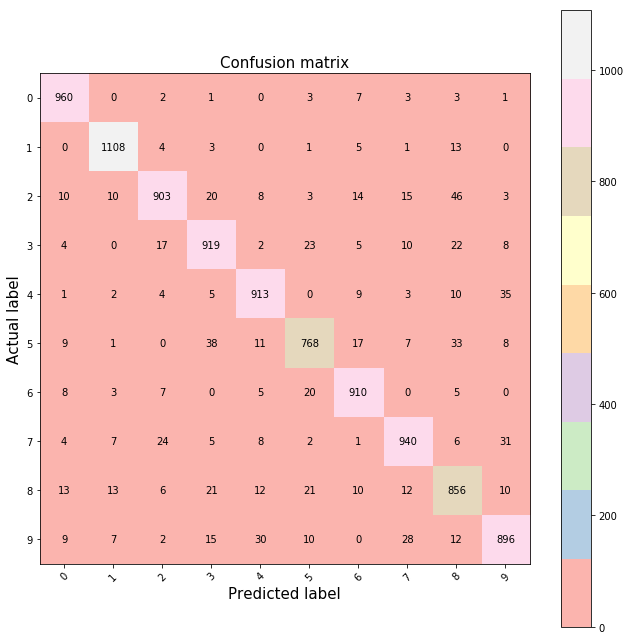 Confusion matrix
Actual label
0 960 0 2 1 0 3 7 3 3 1
1 0 1108 4 3 0 1 5 1 13 0
2 10 10 903 20 8 3 14 15 46 3
3 4 0 17 919 2 23 5 10 22 8
4 1 2 4 5 913 0 9 3 10 35
5 9 1 0 38 11 768 17 7 33 8
6 8 3 7 0 5 20 910 0 5 0
7 4 7 24 5 8 2 1 940 6 31
8 13 13 6 21 12 21 10 12 856 10
9 9 7 2 15 30 10 0 28 12 896
0 1 2 3 4 5 6 7 8 9
Predicted label
1000
800
600
400
200
0